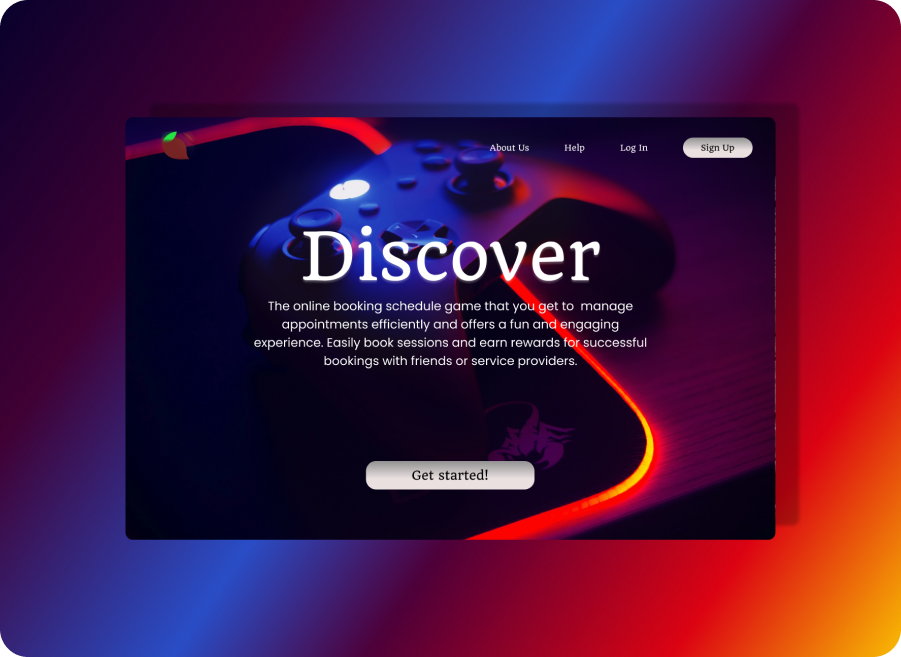 About Us Help Log In Sign Up
Discover
The online booking schedule game that you get to manage
appointments efficiently and offers a fun and engaging
experience. Easily book sessions and earn rewards for successful
bookings with friends or service providers.
Get started!